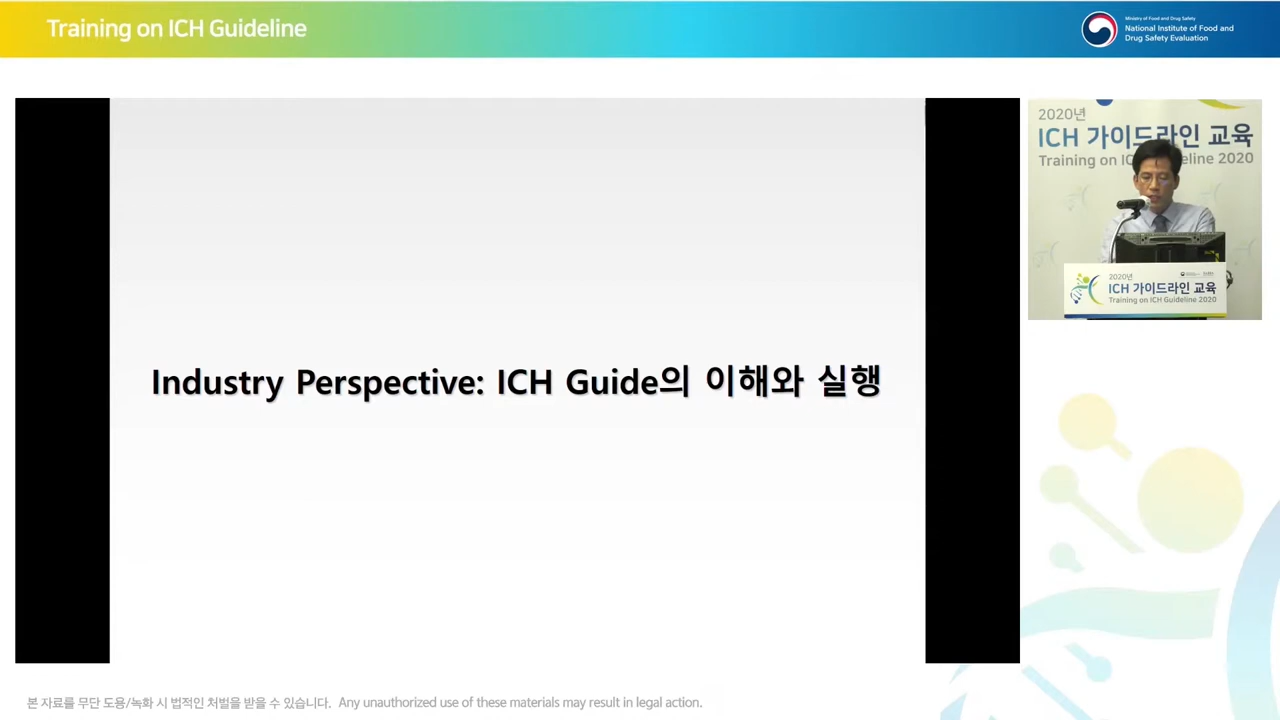 Training on ICH Guideline
Ministry of Food and Drug Safety
National Institute of Food and
Drug Safety Evaluation
2020년
ICH 가이드라인 교육
Training on IC eline 2020
Industry Perspective: ICH Guide의 이해와 실행
2020년
ICH 가이드라인 교육
Training on ICH Guideline 2020
본 자료를 무단 도용/녹화 시 법적인 처벌을 받을 수 있습니다. Any unauthorized use of these materials may result in legal action.